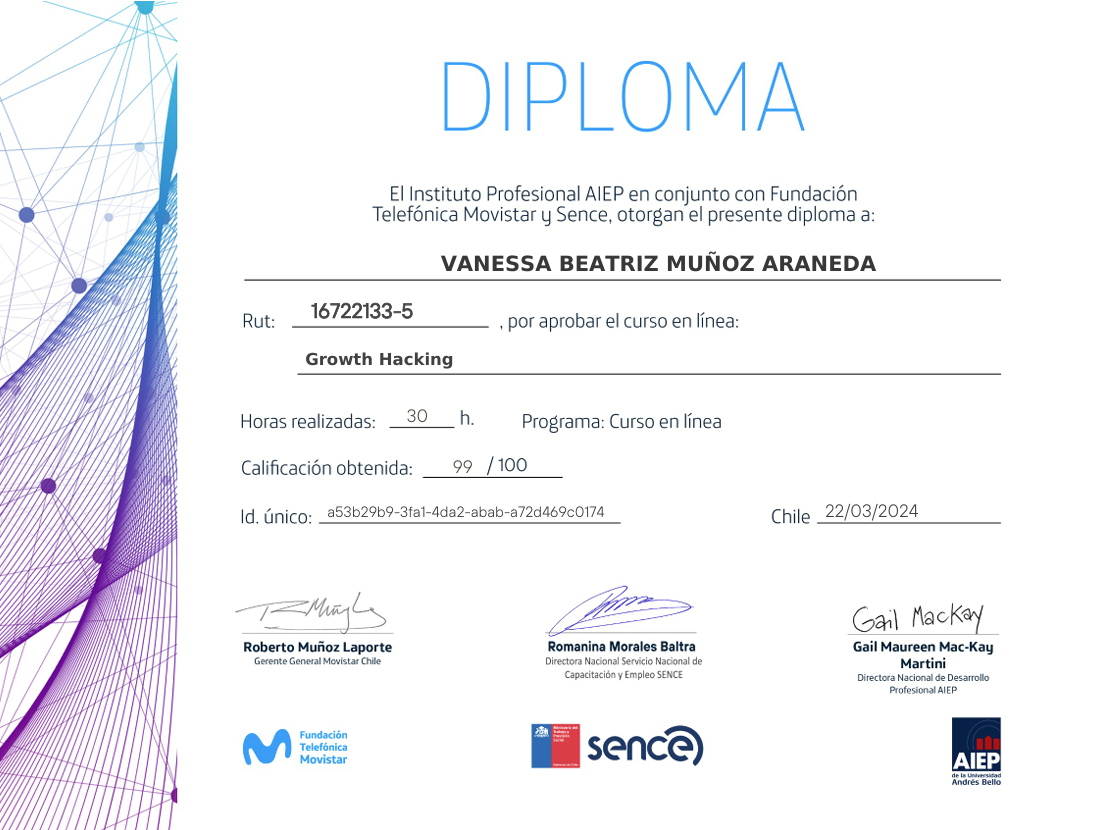 DIPLOMA
El Instituto Profesional AIEP en conjunto con Fundación
Telefónica Movistar y Sence, otorgan el presente diploma a:
VANESSA BEATRIZ MUÑOZ ARANEDA
Rut: 16722133-5 , por aprobar el curso en línea:
Growth Hacking
Horas realizadas: 30 h. Programa: Curso en línea
Calificación obtenida: 99 / 100
Id. único: a53b29b9-3fa1-4da2-abab-a72d469c0174 Chile 22/03/2024
Gail MacKay
Roberto Muñoz Laporte
Gerente General Movistar Chile
Romanina Morales Baltra
Directora Nacional Servicio Nacional de
Capacitación y Empleo SENCE
Gail Maureen Mac-Kay
Martini
Directora Nacional de Desarrollo
Profesional AIEP
Fundación
Telefónica
Movistar
Ministerio del
Trabajo y
Previsión
Social
Gobierno de Chile
sence
AIEP
de la Universidad
Andrés Bello